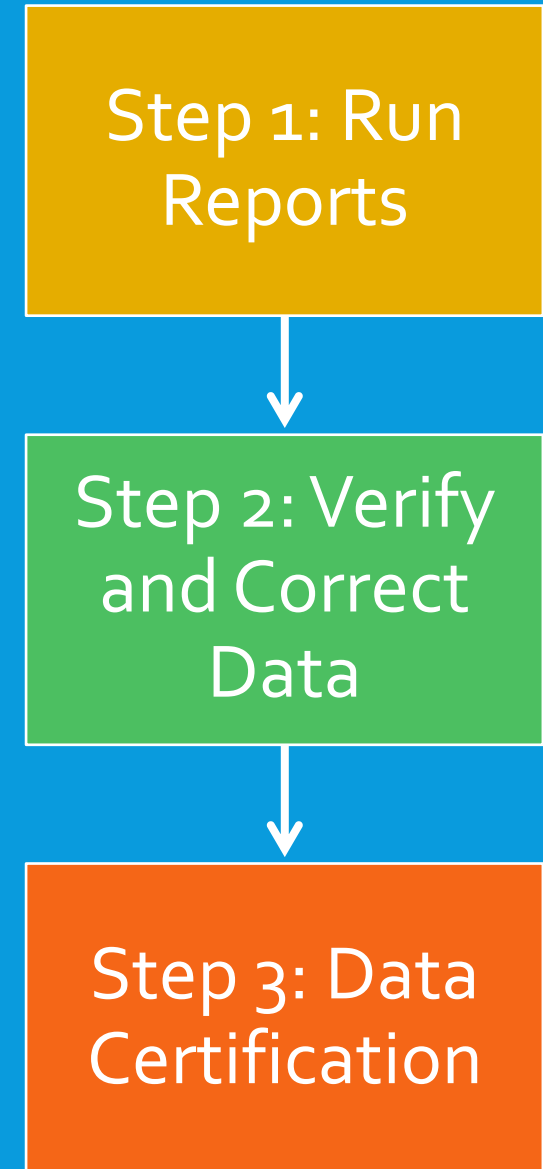 Step 1: Run
Reports
Step 2: Verify
and Correct
Data
Step 3: Data
Certification